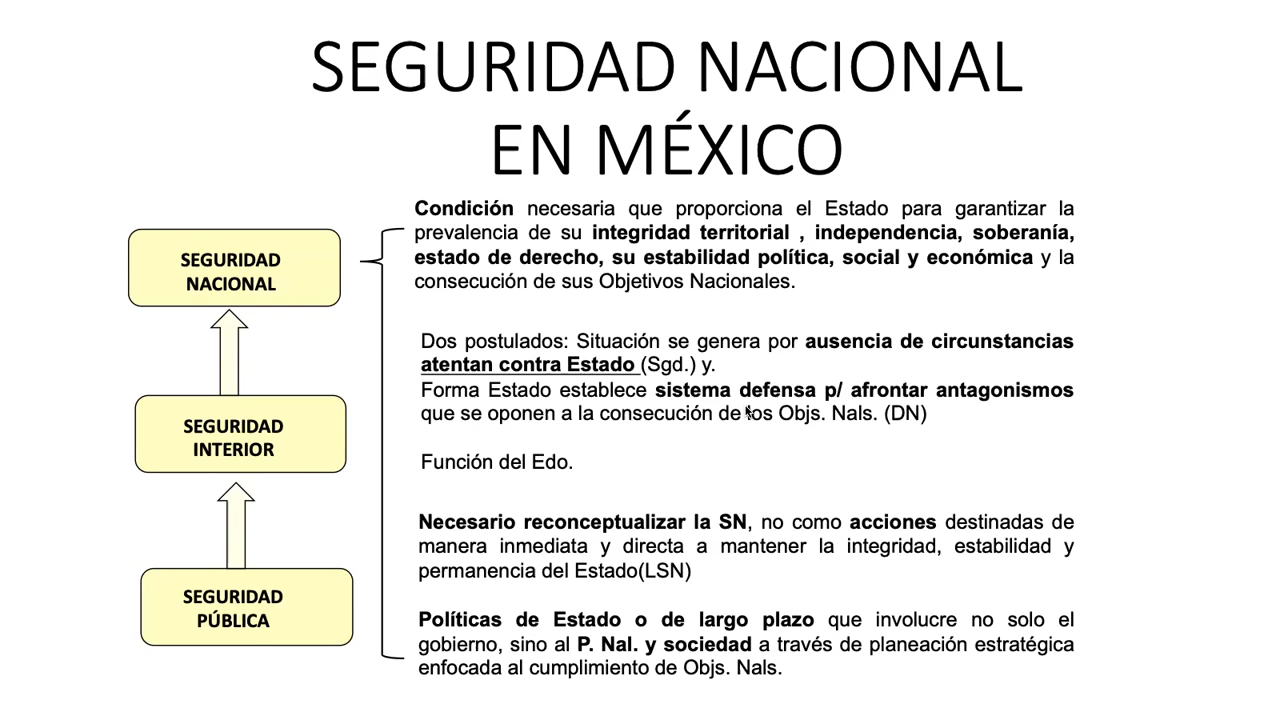 SEGURIDAD NACIONAL
EN MÉXICO
SEGURIDAD
NACIONAL
SEGURIDAD
INTERIOR
SEGURIDAD
PÚBLICA
Condición necesaria que proporciona el Estado para garantizar la
prevalencia de su integridad territorial , independencia, soberanía,
estado de derecho, su estabilidad política, social y económica y la
consecución de sus Objetivos Nacionales.
Dos postulados: Situación se genera por ausencia de circunstancias
atentan contra Estado (Sgd.) y.
Forma Estado establece sistema defensa p/ afrontar antagonismos
que se oponen a la consecución de los Objs. Nals. (DN)
Función del Edo.
Necesario reconceptualizar la SN, no como acciones destinadas de
manera inmediata y directa a mantener la integridad, estabilidad y
permanencia del Estado(LSN)
Políticas de Estado o de largo plazo que involucre no solo el
gobierno, sino al P. Nal. y sociedad a través de planeación estratégica
enfocada al cumplimiento de Objs. Nals.